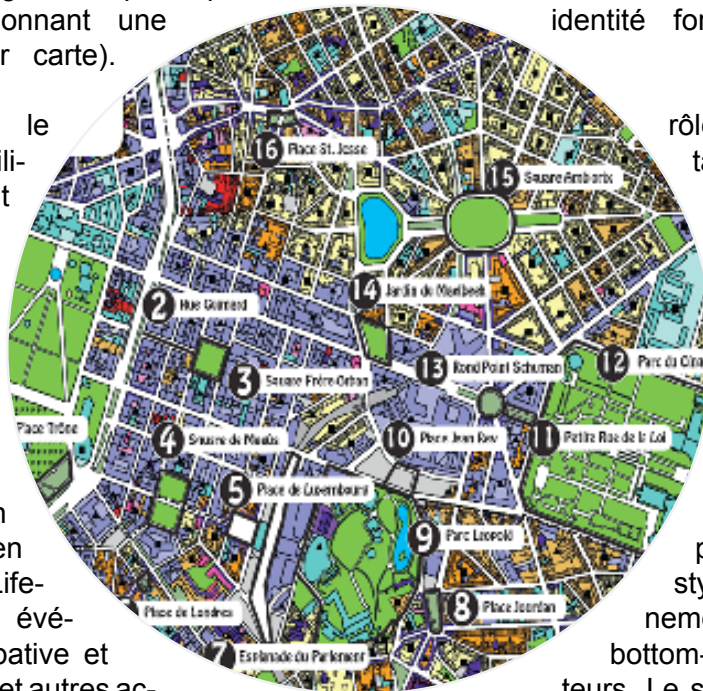 onnant une
identité for
r carte).
le
rôle
ili-
ta
t
16 Place St. Josse
15 Square Ambiorix
14 Jardin du Maelbeek
2 Rue Guimard
13 Rond Point Schuman
12 Parc du Cinq
3 Square Frère-Orban
Place Trône
4 Square de Meeûs
10 Place Jean Rey
11 Petite Rue de la Loi
5 Place de Luxembourg
n
9 Parc Léopold
en
p
Life-
sty
Place de Londres
8 Place Jourdan
évé-
neme
7 Esplanade du Parlement
pative et
bottom-
et autres ac-
teurs. Le s